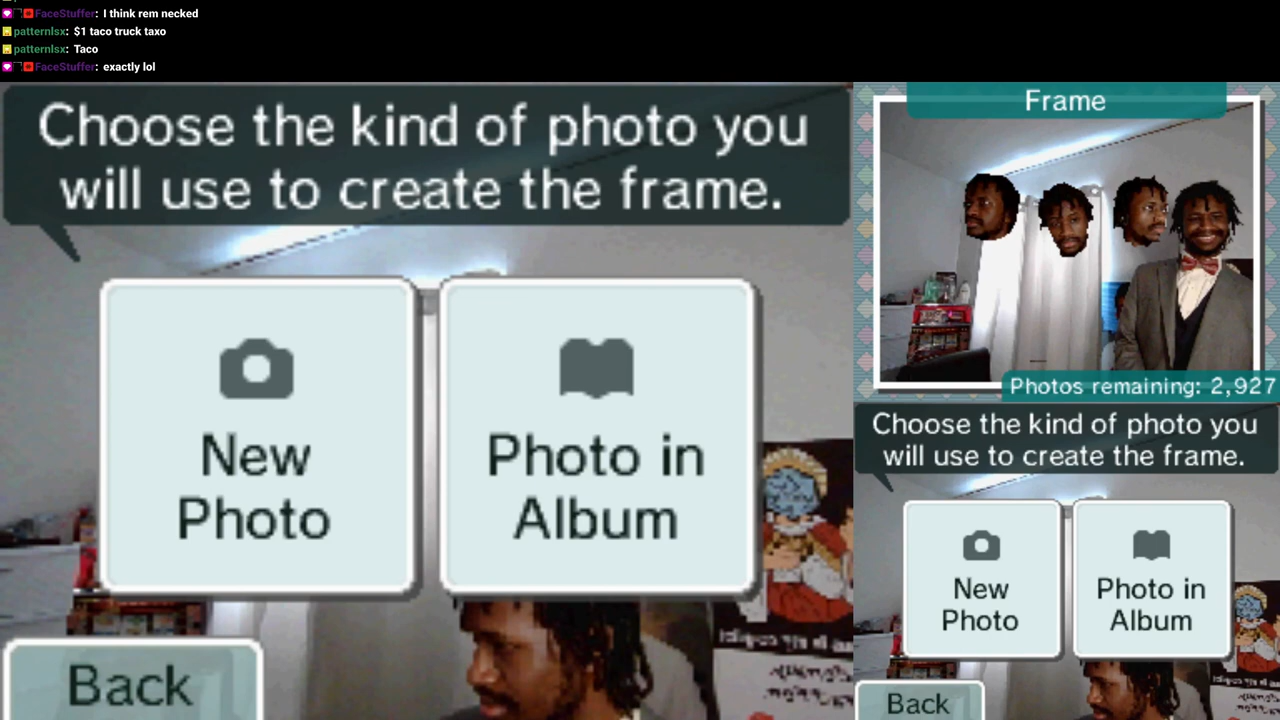 FaceStuffer: I think rem necked
patternlsx: $1 taco truck taxo
patternlsx: Taco
FaceStuffer: exactly lol
Choose the kind of photo you
will use to create the frame.
New
Photo
Photo in
Album
Back
Frame
Photos remaining: 2,927
Choose the kind of photo you
will use to create the frame.
New
Photo
Photo in
Album
Back